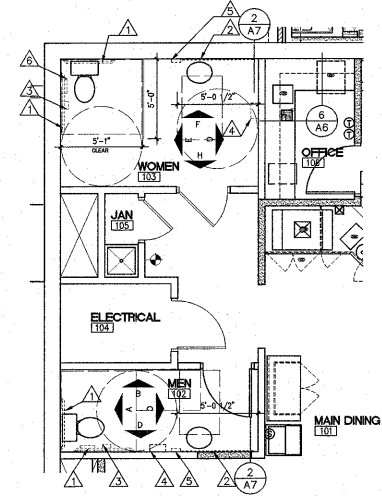 5
2
A7
1
2
6
3
1
5'-0"
5'-0 1/2"
4
5'-1"
CLEAR
F
H
WOMEN
103
6
A6
OFFICE
106
JAN
105
ELECTRICAL
104
MEN
102
1
B
A
D
5'-0 1/2"
MAIN DINING
101
1
3
4
5
2
2
A7